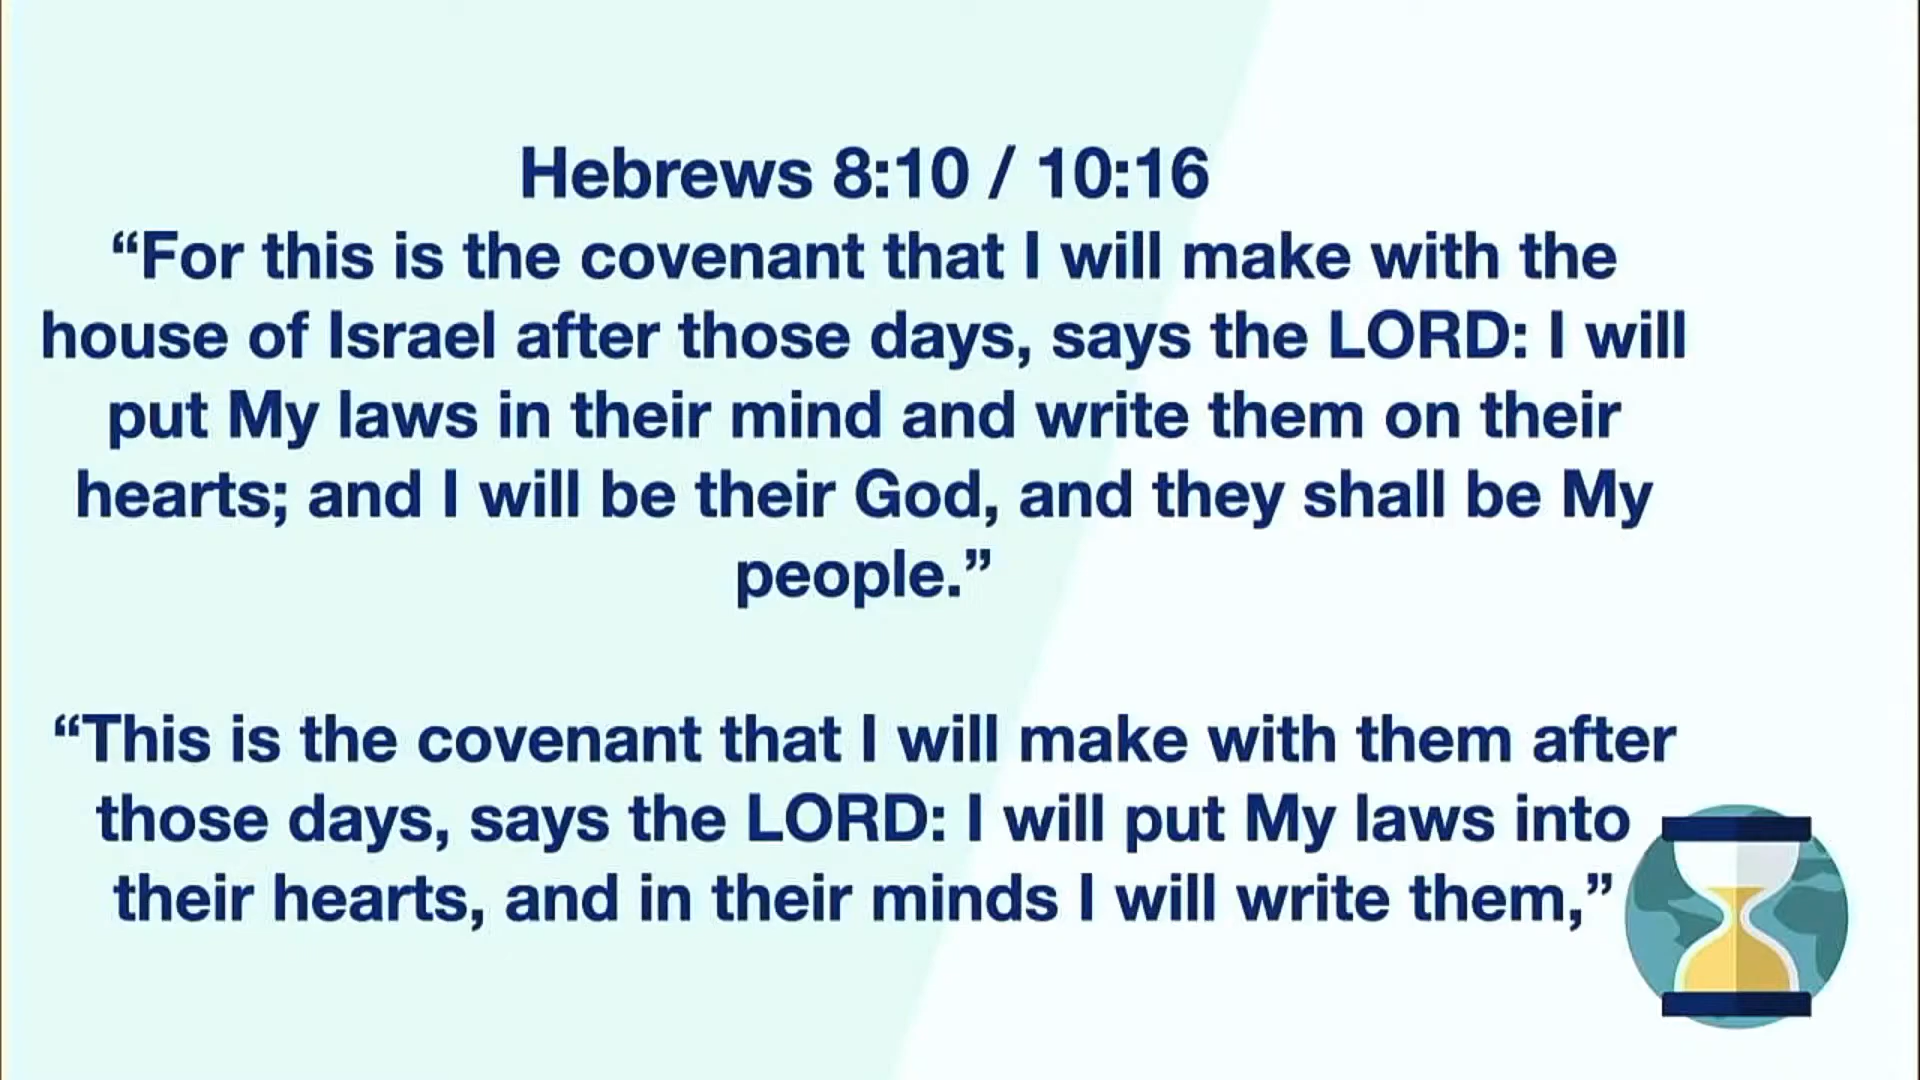 Hebrews 8:10 / 10:16
“For this is the covenant that I will make with the
house of Israel after those days, says the LORD: I will
put My laws in their mind and write them on their
hearts; and I will be their God, and they shall be My
people.”
“This is the covenant that I will make with them after
those days, says the LORD: I will put My laws into
their hearts, and in their minds I will write them,”